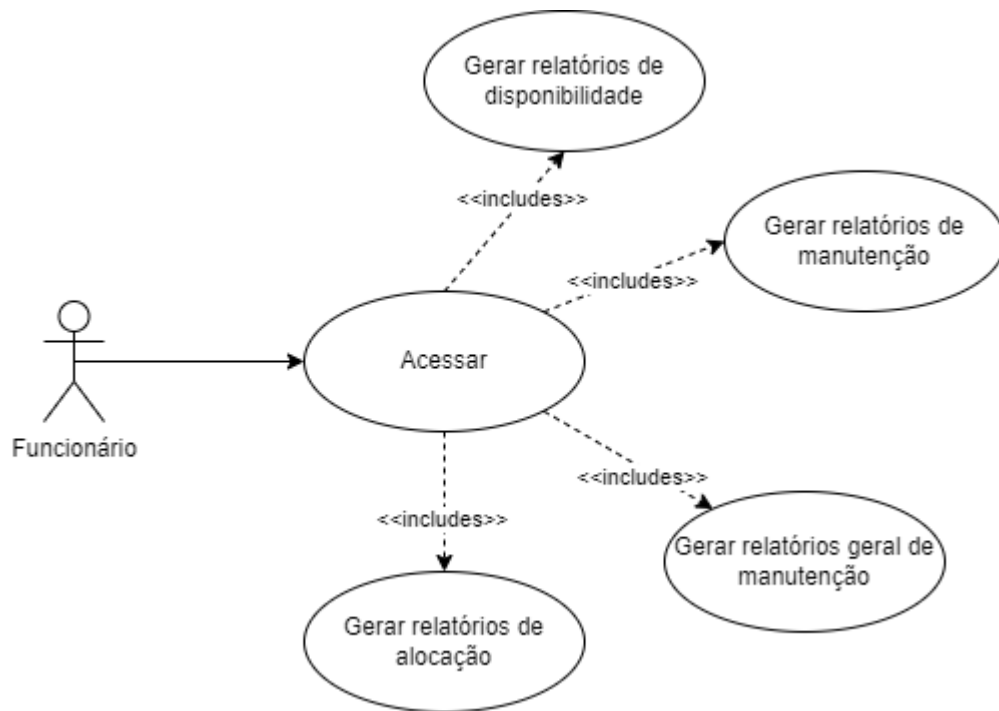 Gerar relatórios de
disponibilidade
<<includes>>
Gerar relatórios de
manutenção
<<includes>>
Acessar
Funcionário
<<includes>>
<<includes>>
Gerar relatórios geral de
manutenção
Gerar relatórios de
alocação